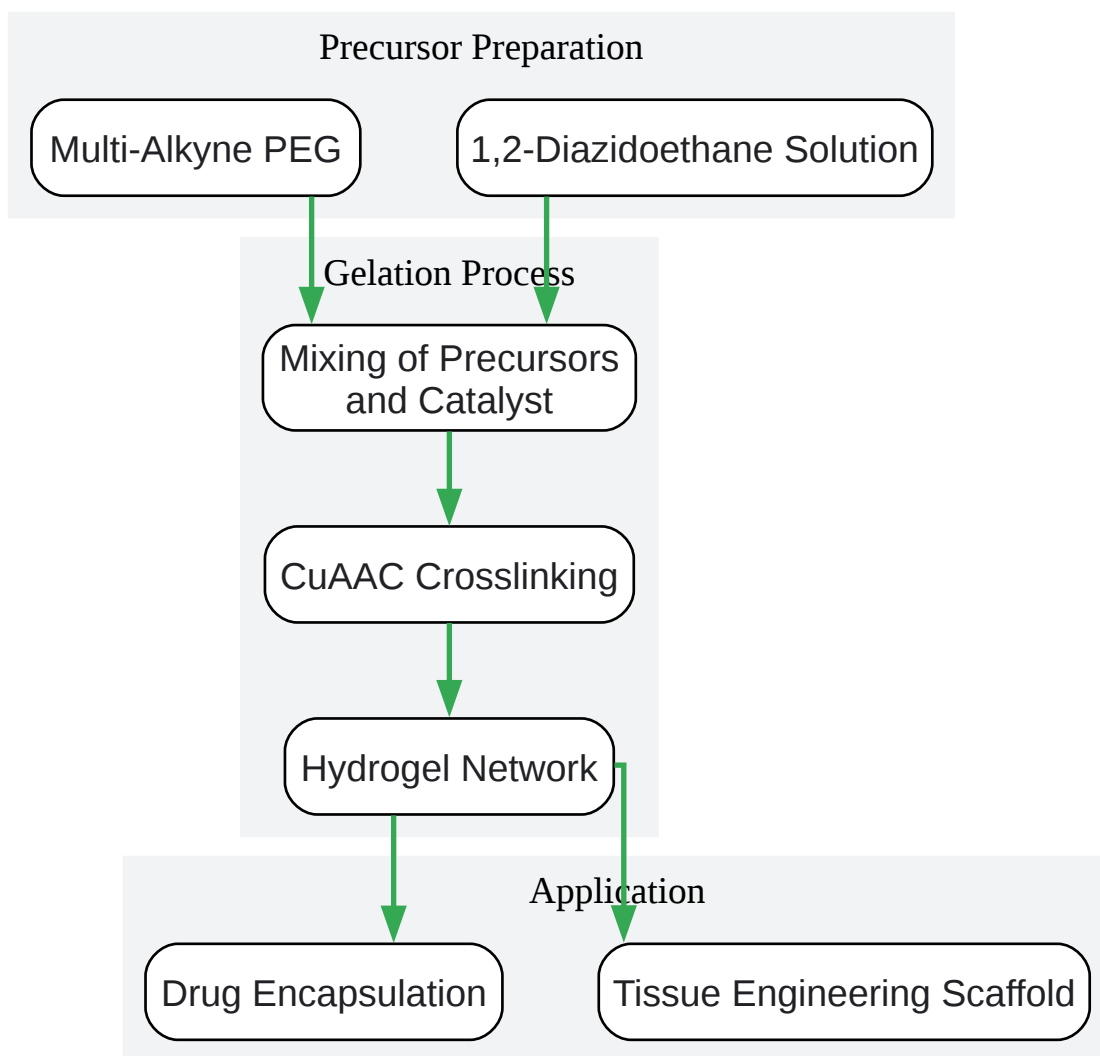 Precursor Preparation
Multi-Alkyne PEG
1,2-Diazidoethane Solution
Gelation Process
Mixing of Precursors
and Catalyst
CuAAC Crosslinking
Hydrogel Network
Application
Drug Encapsulation
Tissue Engineering Scaffold